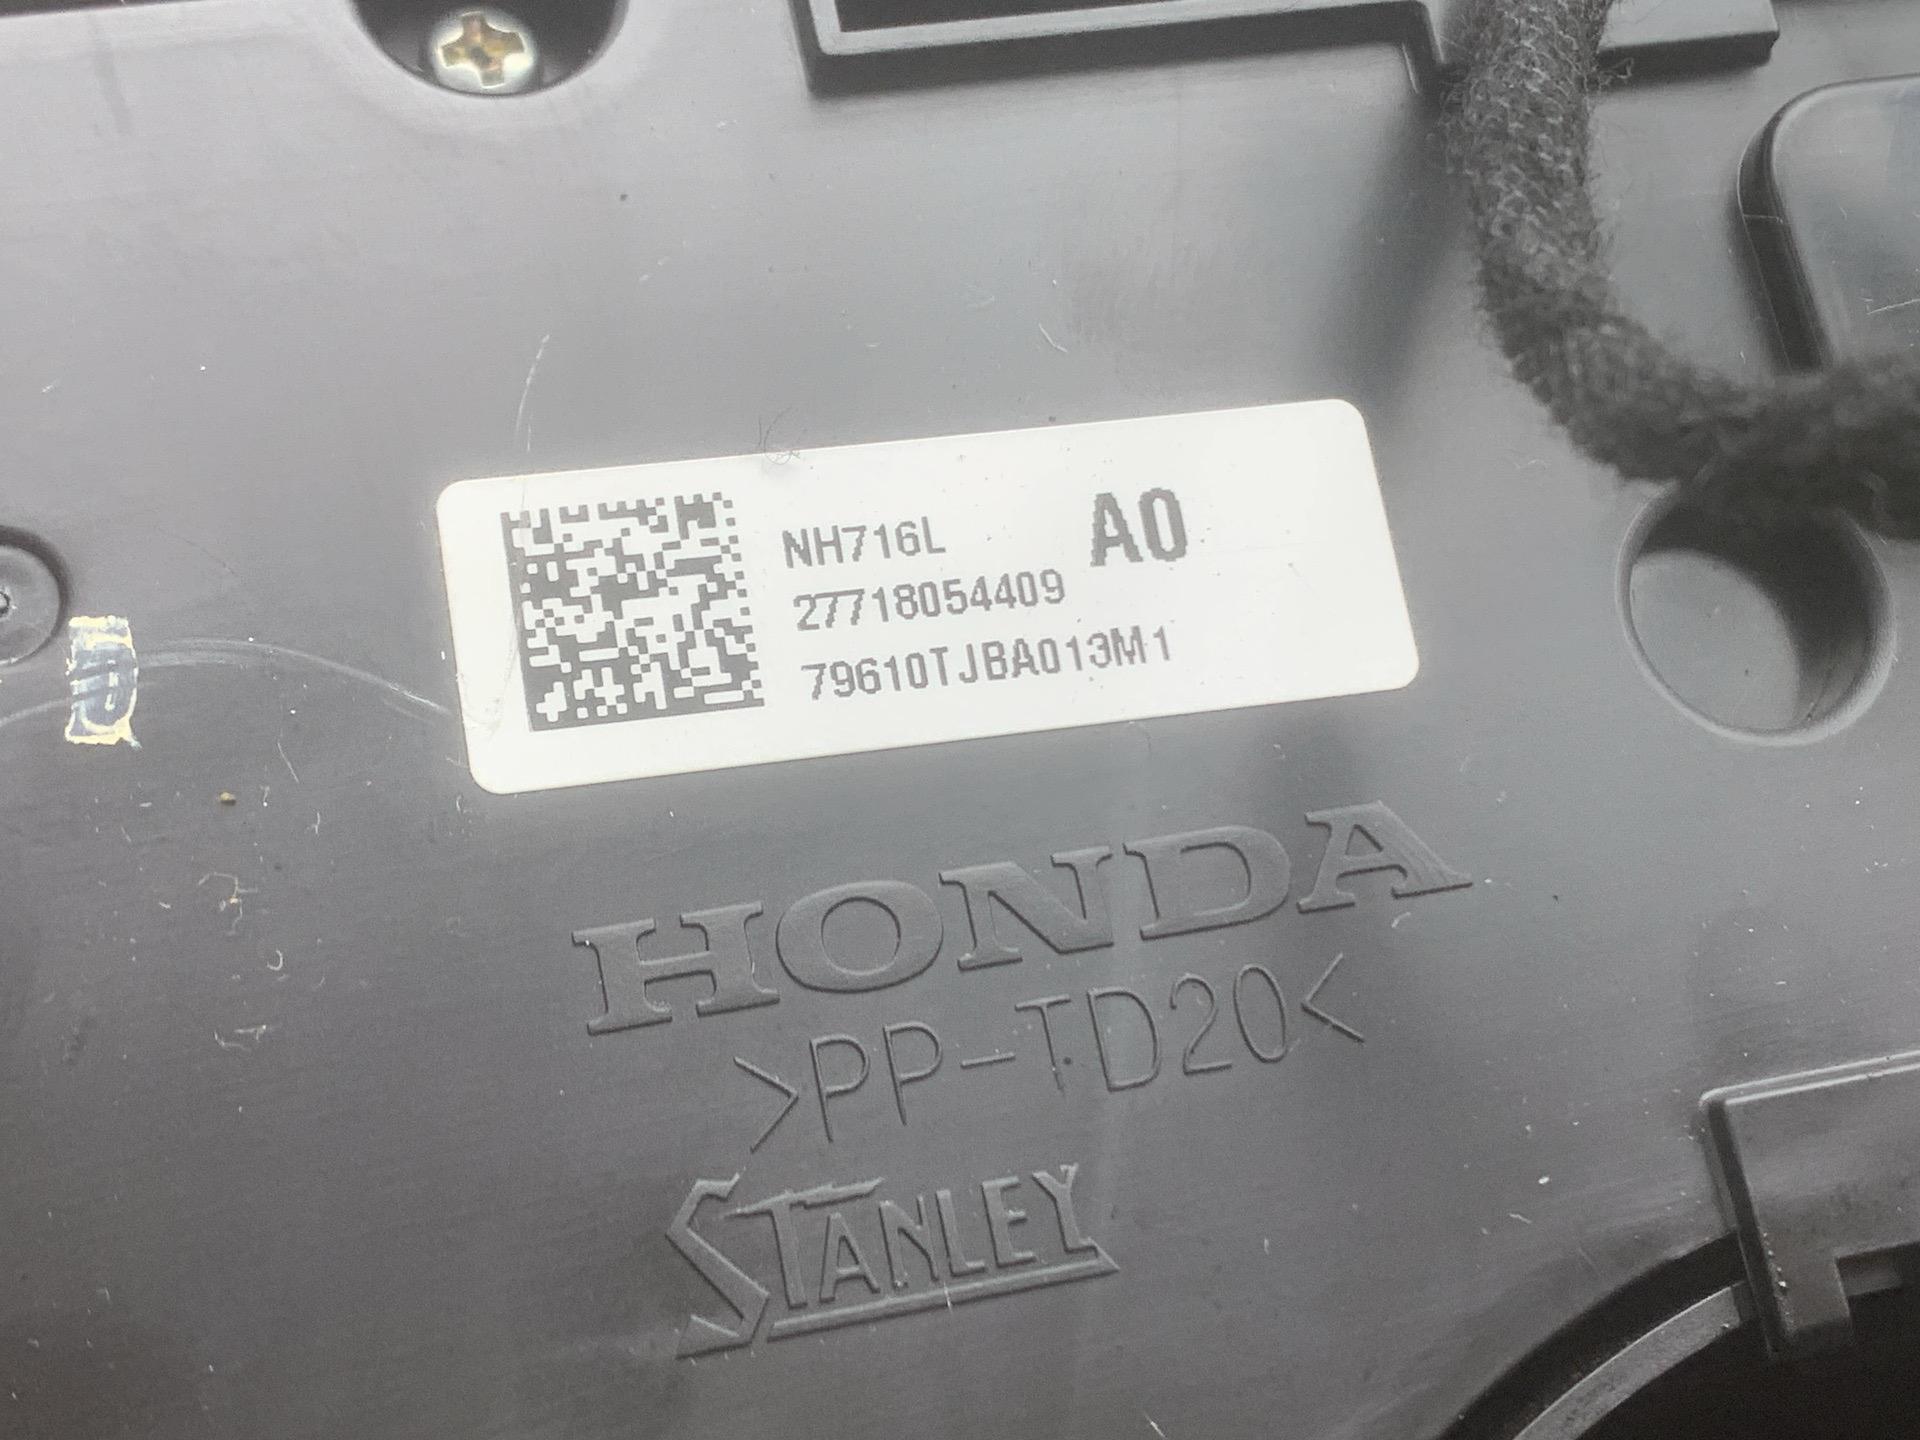 NH716L A0
27718054409
79610TJBA013M1
HONDA
>PP-TD20<
STANLEY